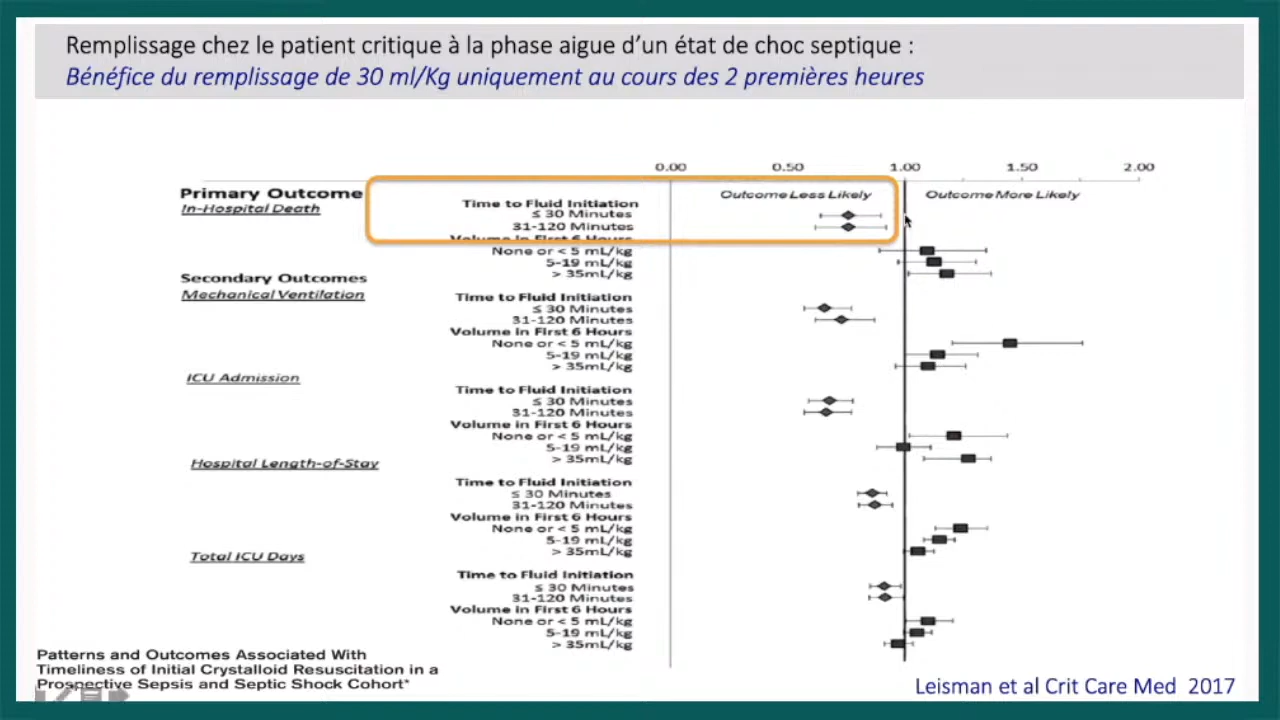 Remplissage chez le patient critique à la phase aigue d’un état de choc septique :
Bénéfice du remplissage de 30 ml/Kg uniquement au cours des 2 premières heures
0.00 0.50 1.00 1.50 2.00
Primary Outcome
In-Hospital Death
Outcome Less Likely Outcome More Likely
Time to Fluid Initiation
≤ 30 Minutes
31-120 Minutes
Volume in First 6 Hours
None or < 5 mL/kg
5-19 mL/kg
> 35mL/kg
Secondary Outcomes
Mechanical Ventilation
Time to Fluid Initiation
≤ 30 Minutes
31-120 Minutes
Volume in First 6 Hours
None or < 5 mL/kg
5-19 mL/kg
> 35mL/kg
ICU Admission
Time to Fluid Initiation
≤ 30 Minutes
31-120 Minutes
Volume in First 6 Hours
None or < 5 mL/kg
5-19 mL/kg
> 35mL/kg
Hospital Length-of-Stay
Time to Fluid Initiation
≤ 30 Minutes
31-120 Minutes
Volume in First 6 Hours
None or < 5 mL/kg
5-19 mL/kg
> 35mL/kg
Total ICU Days
Time to Fluid Initiation
≤ 30 Minutes
31-120 Minutes
Volume in First 6 Hours
None or < 5 mL/kg
5-19 mL/kg
> 35mL/kg
Patterns and Outcomes Associated With
Timeliness of Initial Crystalloid Resuscitation in a
Prospective Sepsis and Septic Shock Cohort*
Leisman et al Crit Care Med 2017